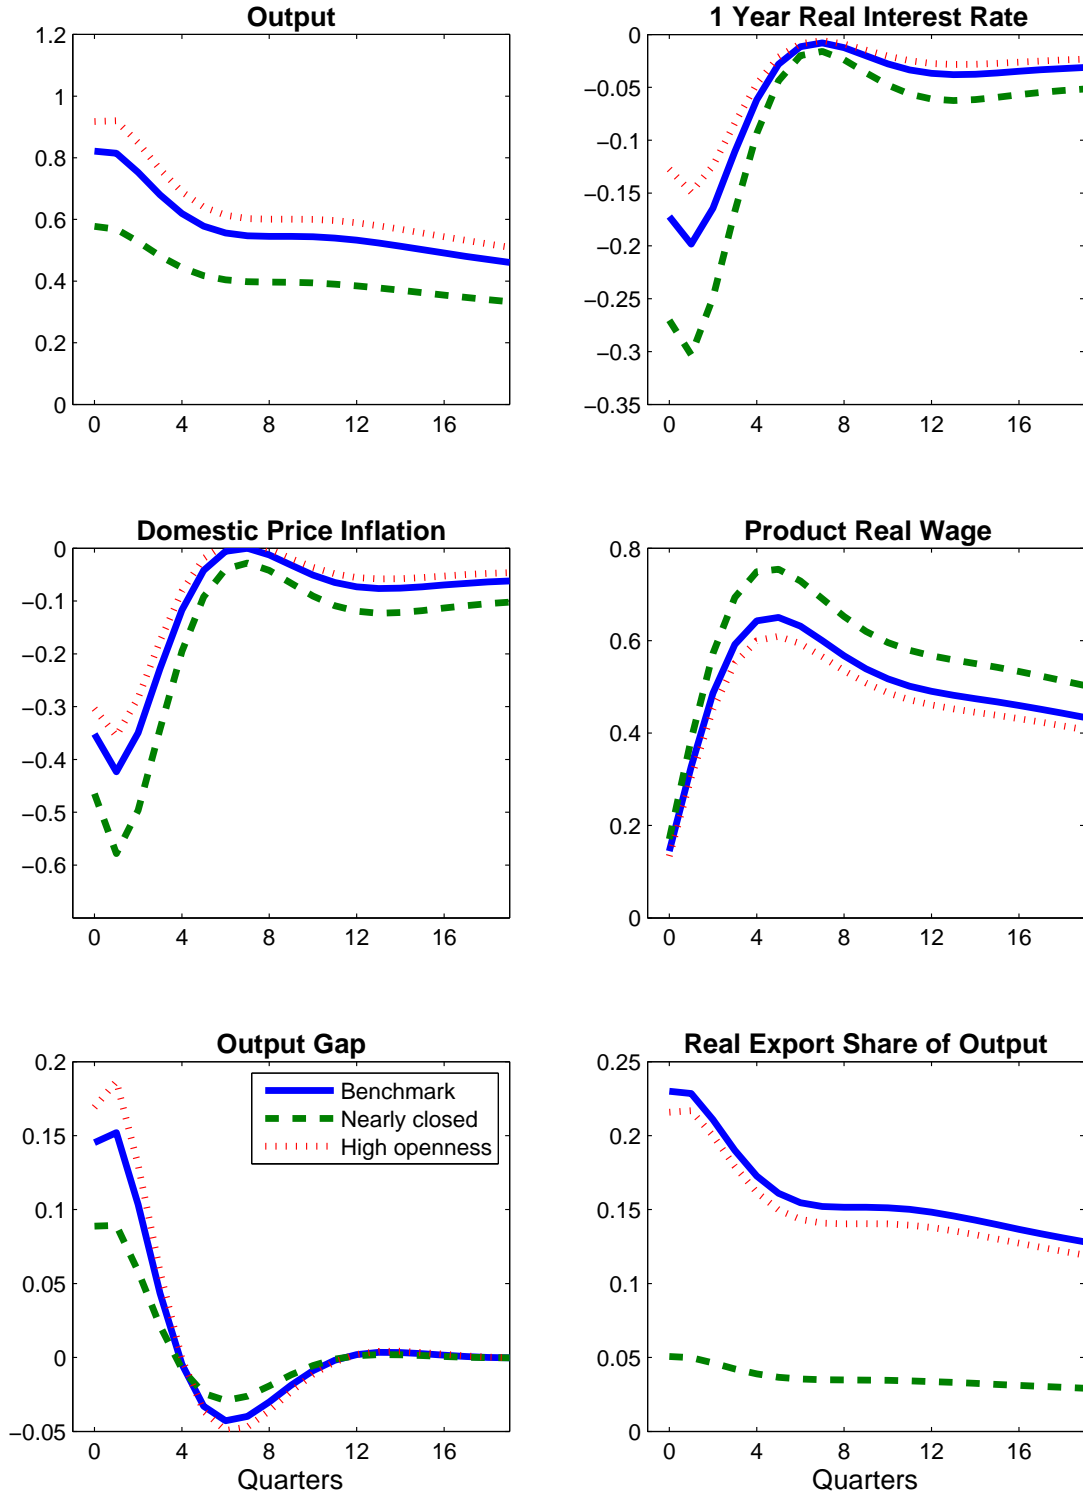 Output
1.2
1
0.8
0.6
0.4
0.2
0
0 4 8 12 16
1 Year Real Interest Rate
0
−0.05
−0.1
−0.15
−0.2
−0.25
−0.3
−0.35
0 4 8 12 16
Domestic Price Inflation
0
−0.1
−0.2
−0.3
−0.4
−0.5
−0.6
0 4 8 12 16
Product Real Wage
0.8
0.6
0.4
0.2
0
0 4 8 12 16
Output Gap
0.2
0.15
0.1
0.05
0
−0.05
Benchmark
Nearly closed
High openness
0 4 8 12 16
Quarters
Real Export Share of Output
0.25
0.2
0.15
0.1
0.05
0
0 4 8 12 16
Quarters